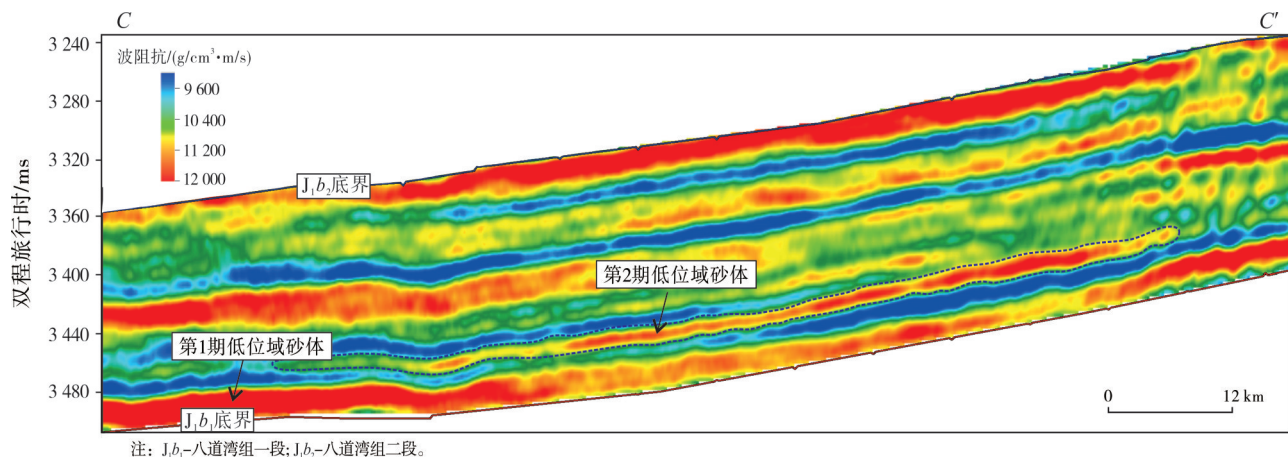 C
C′
波阻抗/(g/cm³·m/s)
9 600
10 400
11 200
12 000
双程旅行时/ms
3 240
3 280
3 320
3 360
3 400
3 440
3 480
J₁b₂底界
第2期低位域砂体
第1期低位域砂体
J₁b₁底界
0
12 km
注：J₁b₁-八道湾组一段；J₁b₂-八道湾组二段。